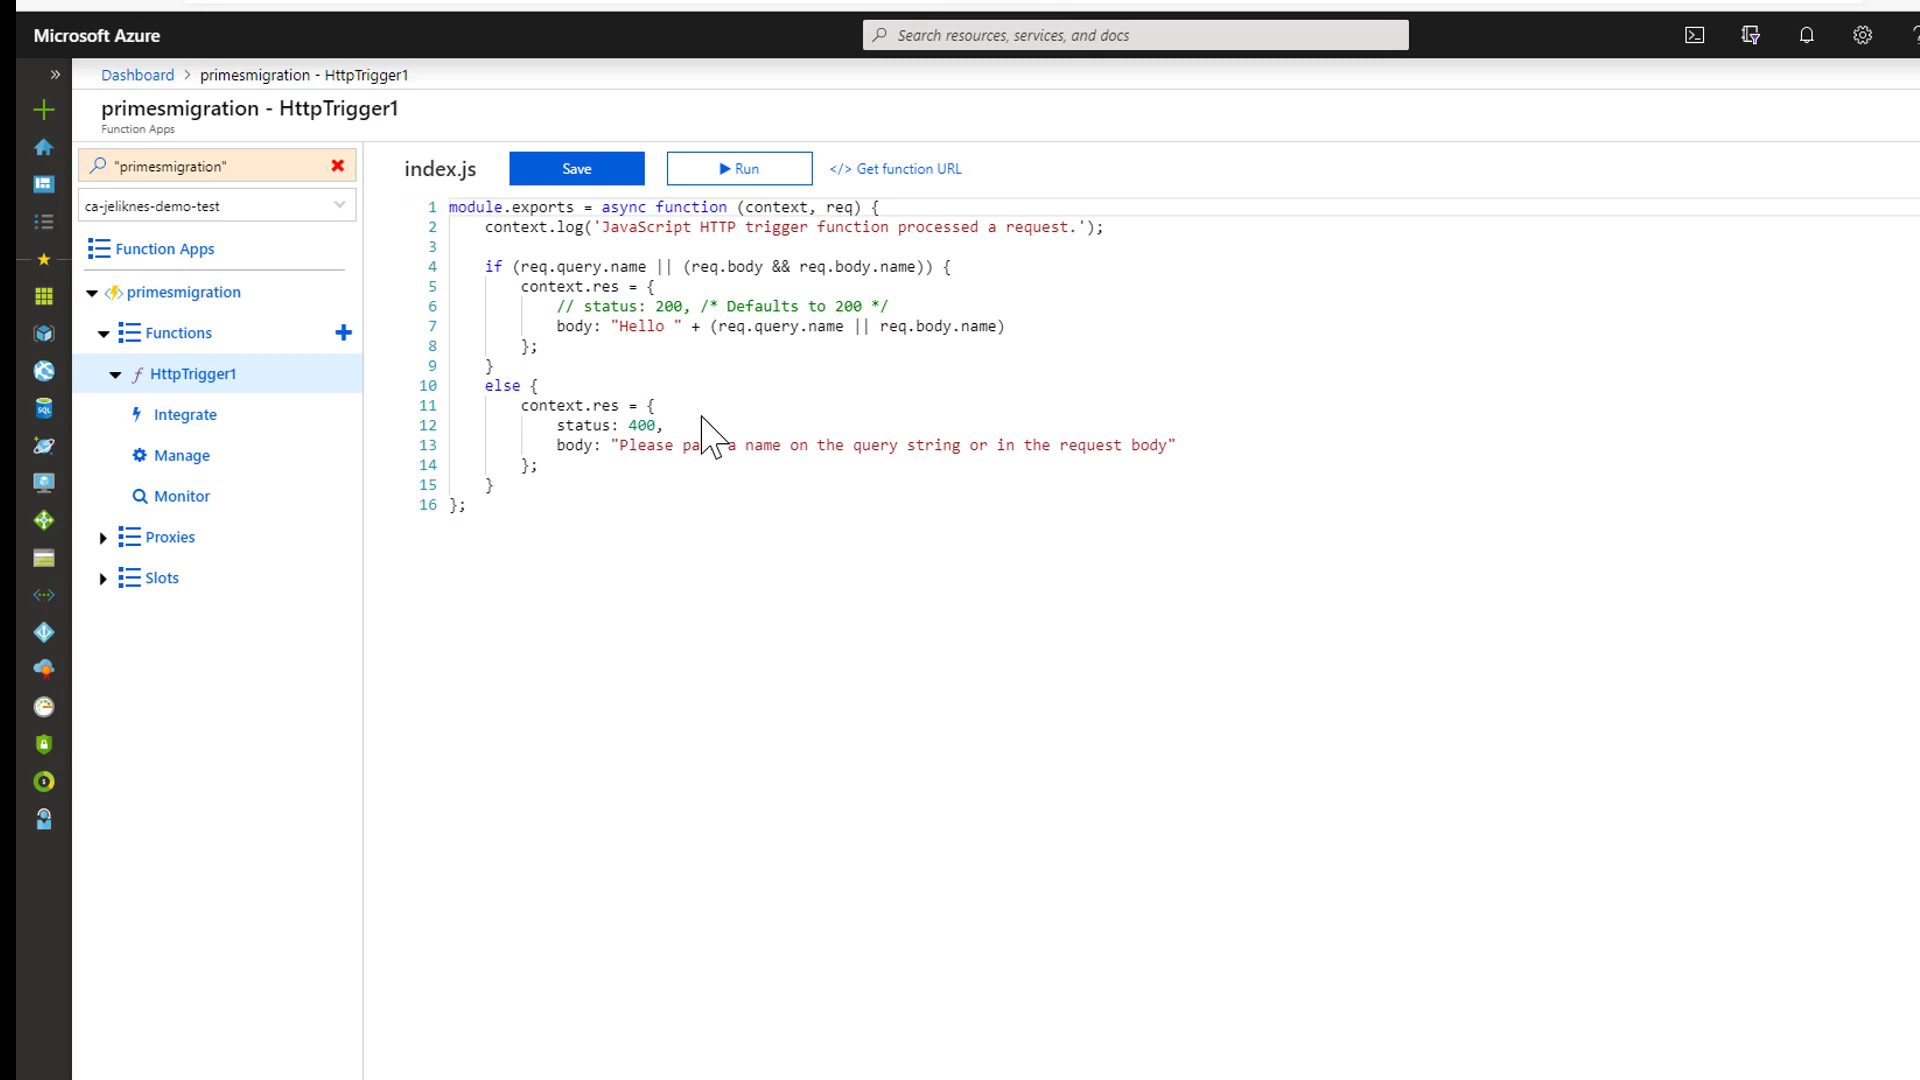 Microsoft Azure
Search resources, services, and docs
Dashboard > primesmigration - HttpTrigger1
primesmigration - HttpTrigger1
Function Apps
"primesmigration"
ca-jeliknes-demo-test
Function Apps
primesmigration
Functions
HttpTrigger1
Integrate
Manage
Monitor
Proxies
Slots
index.js Save Run </> Get function URL
1 module.exports = async function (context, req) {
2 context.log('JavaScript HTTP trigger function processed a request.');
3
4 if (req.query.name || (req.body && req.body.name)) {
5 context.res = {
6 // status: 200, /* Defaults to 200 */
7 body: "Hello " + (req.query.name || req.body.name)
8 };
9 }
10 else {
11 context.res = {
12 status: 400,
13 body: "Please a name on the query string or in the request body"
14 };
15 }
16 };